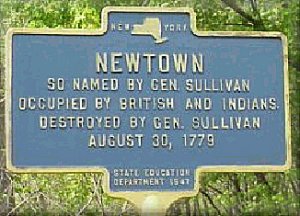 NEW YORK
NEWTOWN
SO NAMED BY GEN. SULLIVAN
OCCUPIED BY BRITISH AND INDIANS.
DESTROYED BY GEN. SULLIVAN
AUGUST 30, 1779
STATE EDUCATION
DEPARTMENT 1947